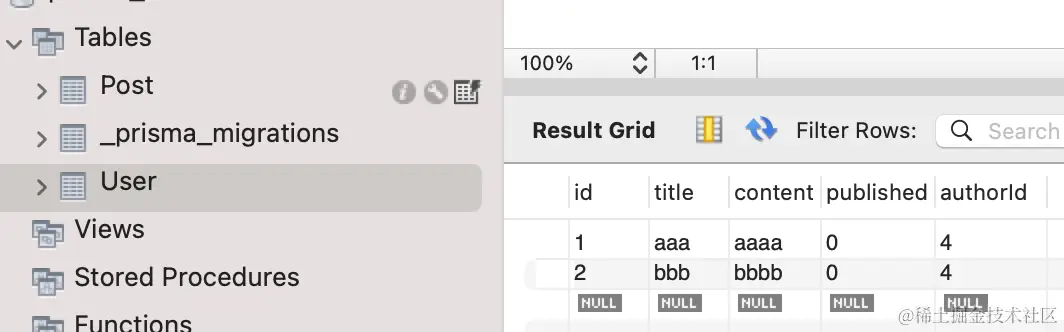 Tables
Post
_prisma_migrations
User
Views
Stored Procedures
Functions
100% 1:1
Result Grid Filter Rows: Search
id title content published authorId
1 aaa aaaa 0 4
2 bbb bbbb 0 4
NULL NULL NULL NULL NULL
@稀土掘金技术社区